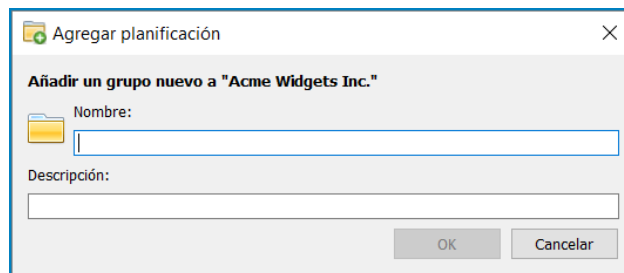 Agregar planificación
Añadir un grupo nuevo a "Acme Widgets Inc."
Nombre:
Descripción:
OK
Cancelar